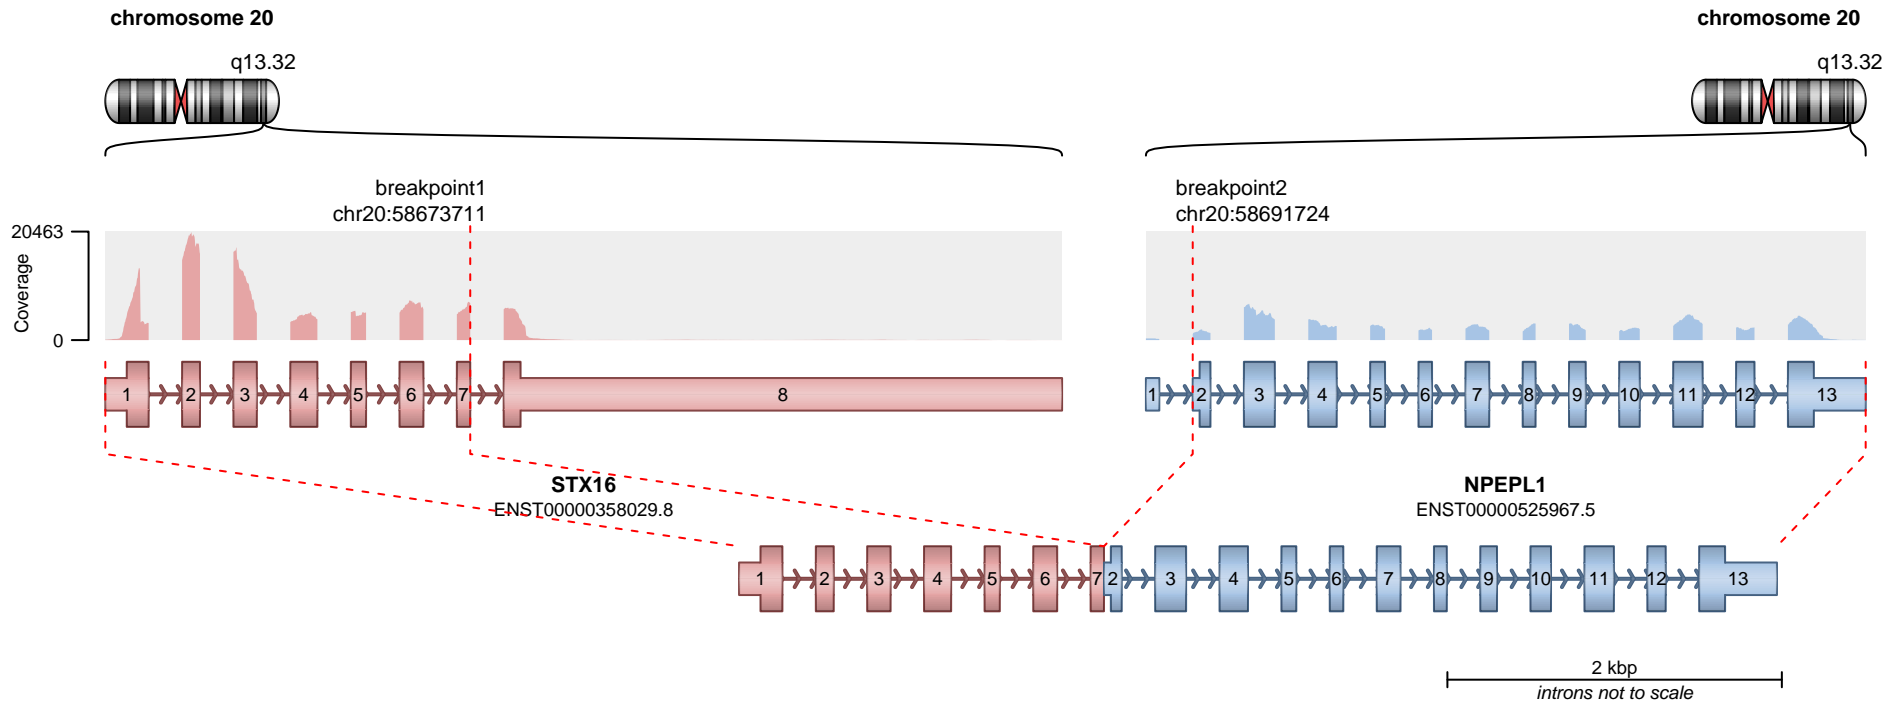 chromosome 20
chromosome 20
q13.32
q13.32
breakpoint1
chr20:58673711
breakpoint2
chr20:58691724
20463
Coverage
0
1 2 3 4 5 6 7 8
1 2 3 4 5 6 7 8 9 10 11 12 13
STX16
ENST00000358029.8
NPEPL1
ENST00000525967.5
1 2 3 4 5 6 7 2 3 4 5 6 7 8 9 10 11 12 13
2 kbp
introns not to scale